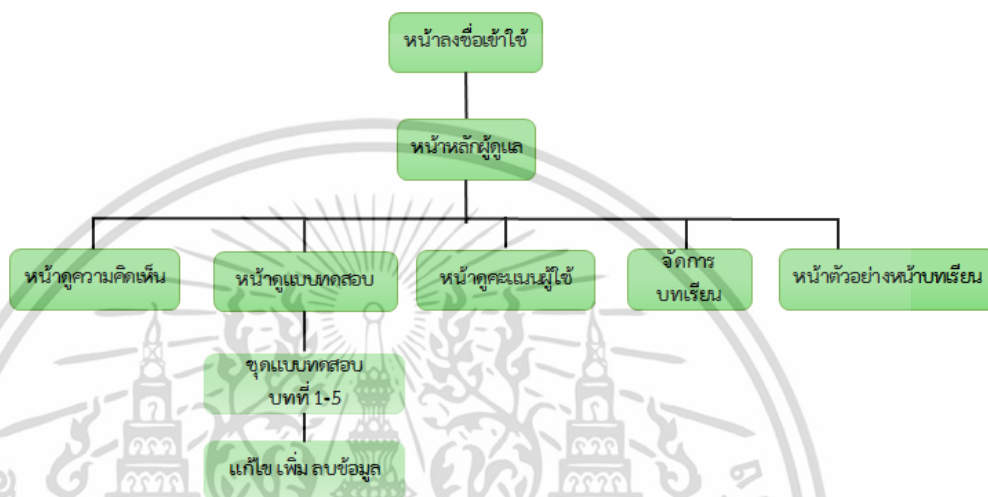 หน้าลงชื่อเข้าใช้
หน้าหลักผู้ดูแล
หน้าดูความคิดเห็น
หน้าดูแบบทดสอบ
หน้าดูคะแนนผู้ใช้
จัดการ
บทเรียน
หน้าตัวอย่างหน้าบทเรียน
ชุดแบบทดสอบ
บทที่ 1-5
แก้ไข เพิ่ม ลบข้อมูล